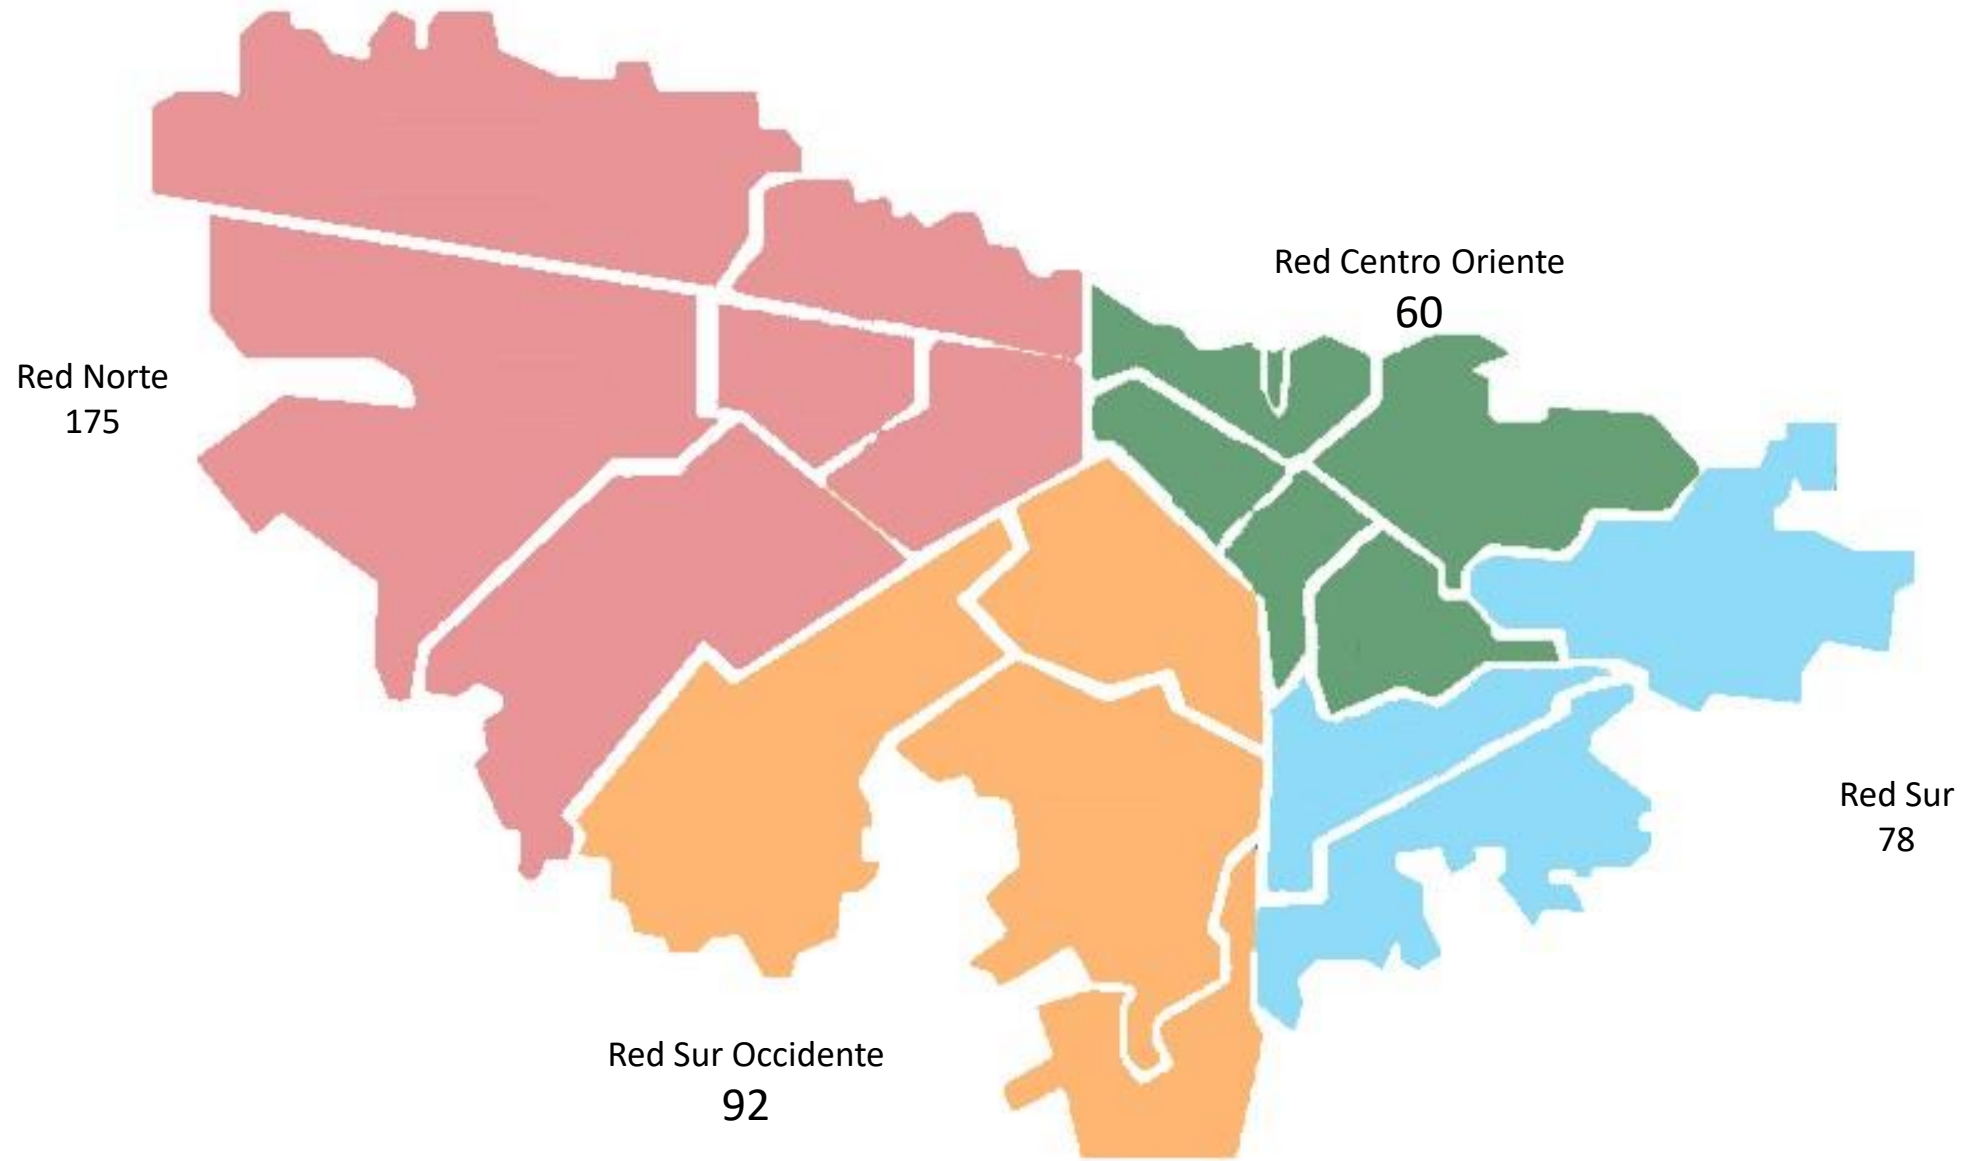 Red Centro Oriente
60
Red Norte
175
Red Sur
78
Red Sur Occidente
92